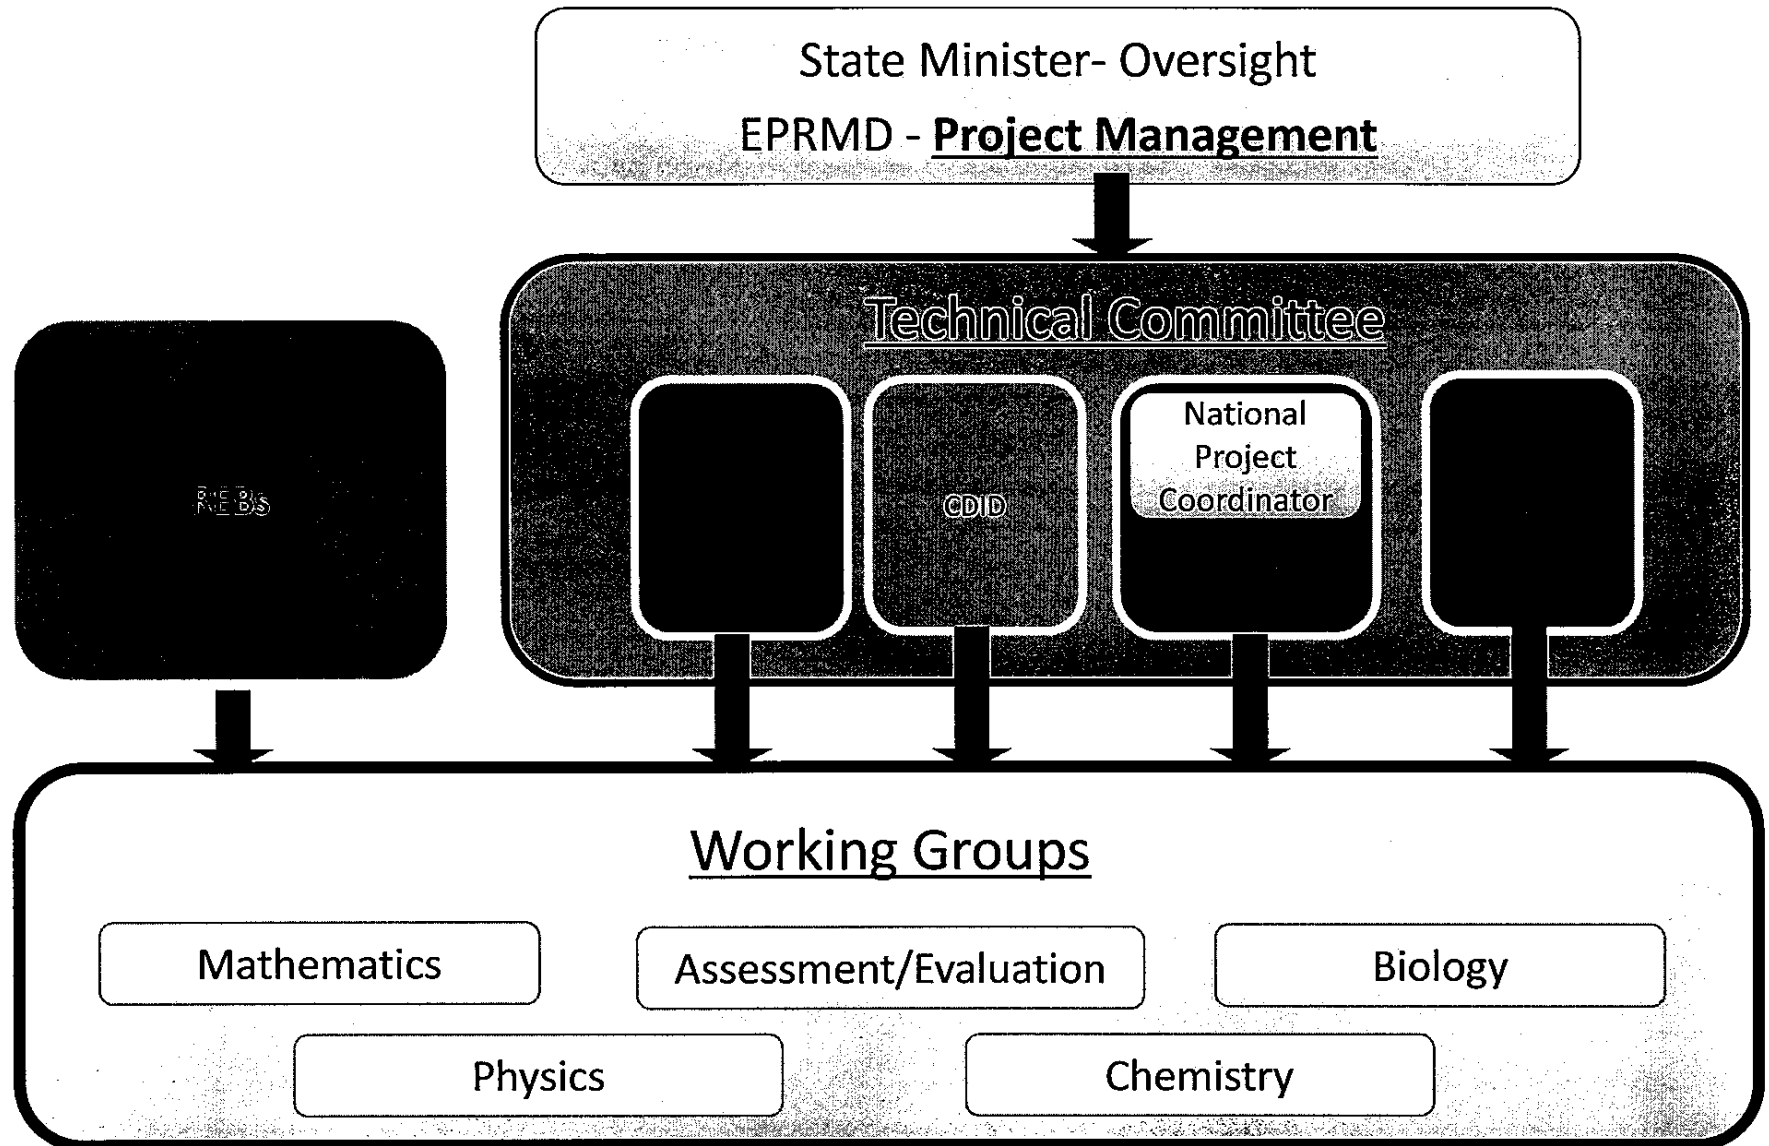 State Minister- Oversight
EPRMD - Project Management
Technical Committee
REBs
CDID
National
Project
Coordinator
Working Groups
Mathematics
Assessment/Evaluation
Biology
Physics
Chemistry